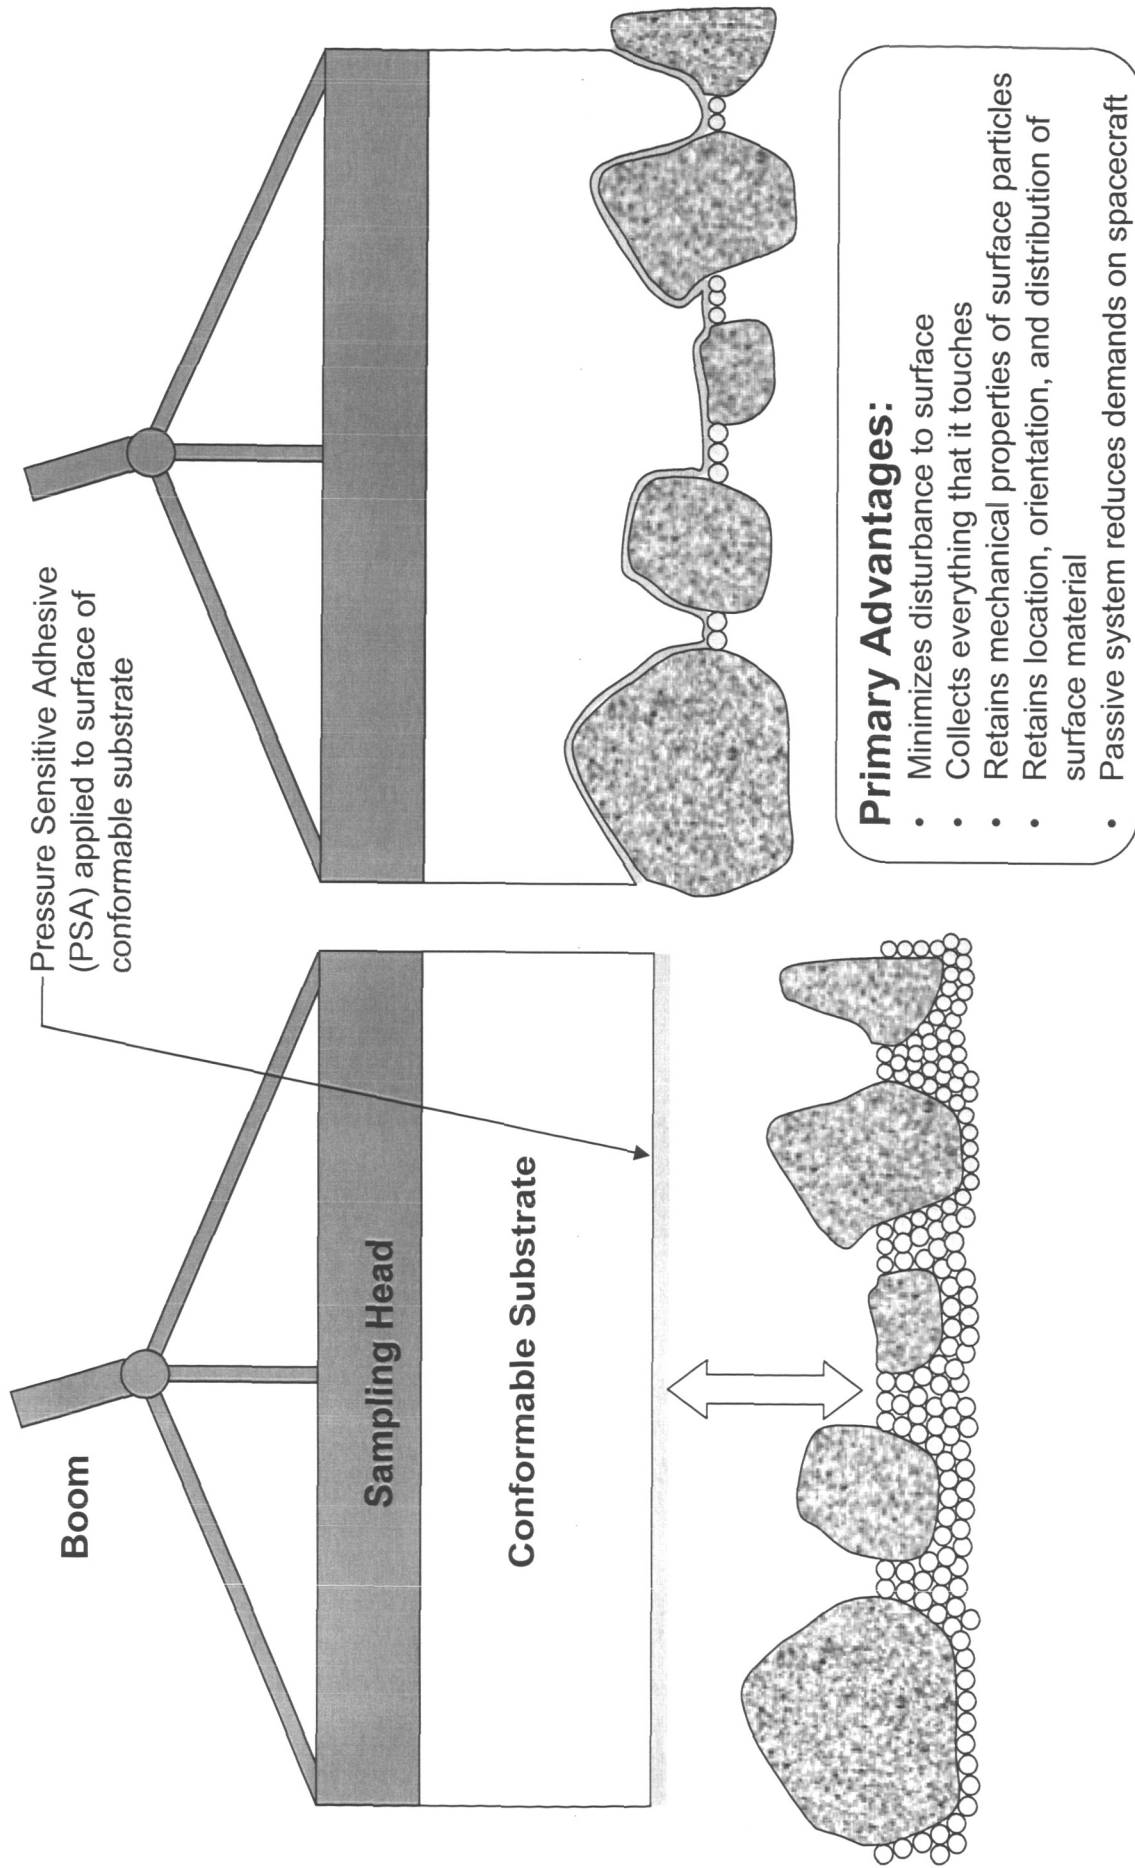 Boom
Pressure Sensitive Adhesive
(PSA) applied to surface of
conformable substrate
Sampling Head
Conformable Substrate
Primary Advantages:
• Minimizes disturbance to surface
• Collects everything that it touches
• Retains mechanical properties of surface particles
• Retains location, orientation, and distribution of
surface material
• Passive system reduces demands on spacecraft